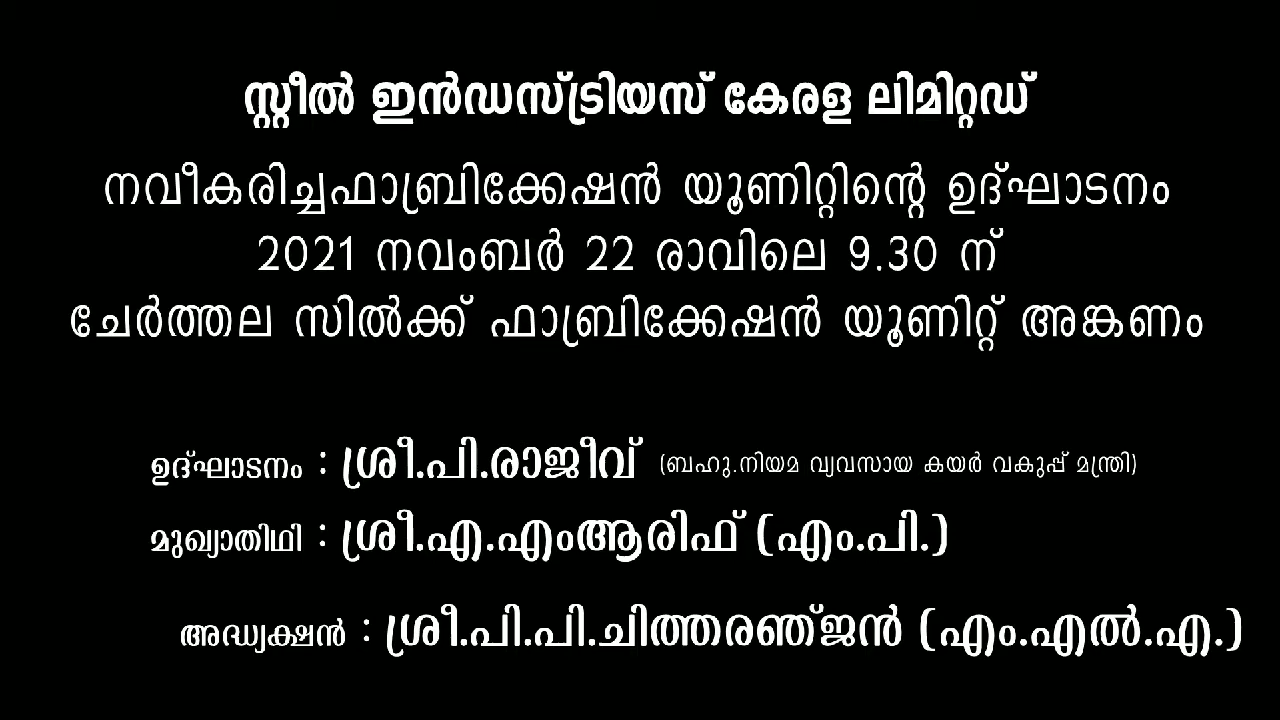 സ്റ്റീൽ ഇൻഡസ്ട്രിയസ് കേരള ലിമിറ്റഡ്
നവീകരിച്ചഫാബ്രിക്കേഷൻ യൂണിറ്റിന്റെ ഉദ്ഘാടനം
2021 നവംബർ 22 രാവിലെ 9.30 ന്
ചേർത്തല സിൽക്ക് ഫാബ്രിക്കേഷൻ യൂണിറ്റ് അങ്കണം
ഉദ്ഘാടനം : ശ്രീ.പി.രാജീവ് (ബഹു.നിയമ വ്യവസായ കയർ വകുപ്പ് മന്ത്രി)
മുഖ്യാതിഥി : ശ്രീ.എ.എംആരിഫ് (എം.പി.)
അദ്ധ്യക്ഷൻ : ശ്രീ.പി.പി.ചിത്തരഞ്ജൻ (എം.എൽ.എ.)